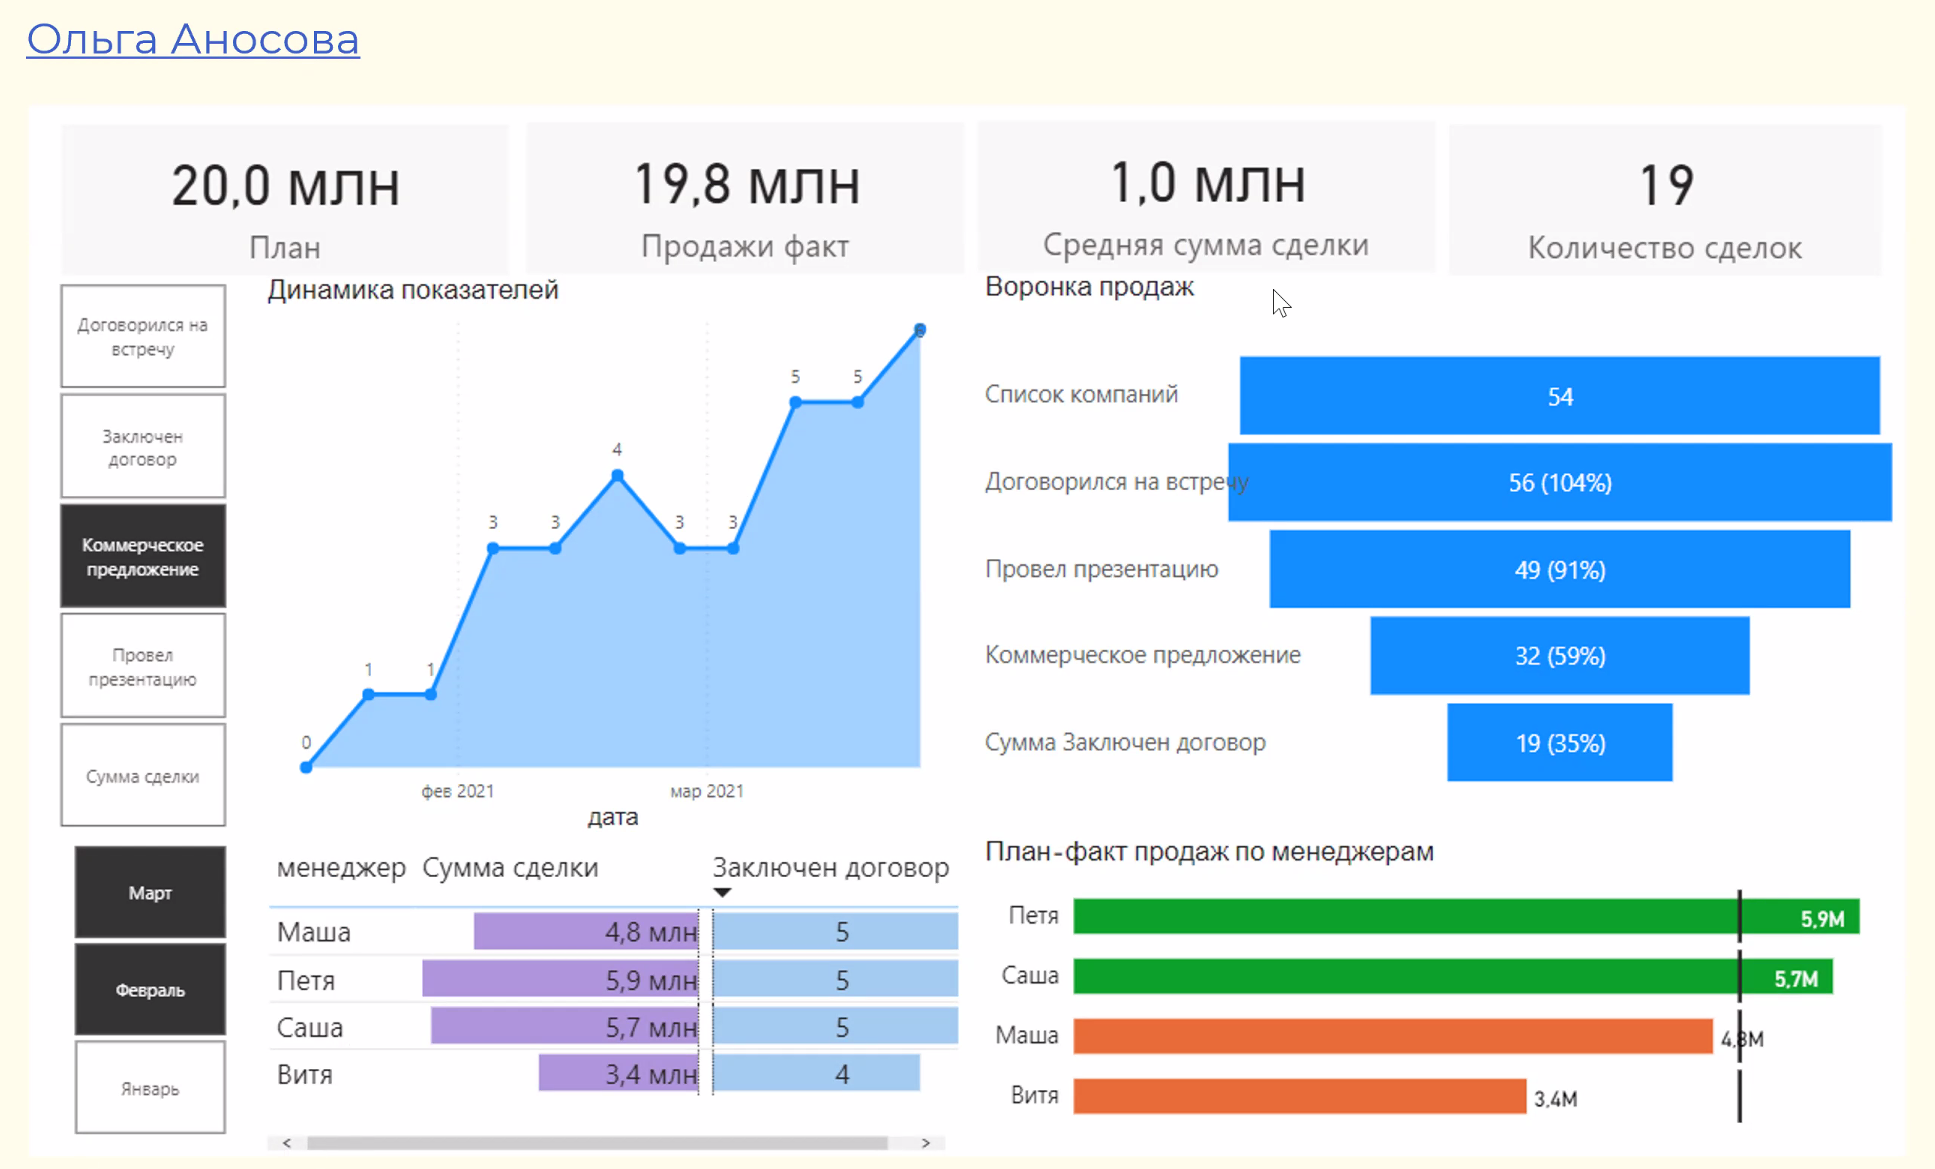 Ольга Аносова
20,0 млн
План
19,8 млн
Продажи факт
1,0 млн
Средняя сумма сделки
19
Количество сделок
Договорился на
встречу
Заключен
договор
Коммерческое
предложение
Провел
презентацию
Сумма сделки
Март
Февраль
Январь
Динамика показателей
0
1
1
3
3
4
3
3
5
5
6
фев 2021
мар 2021
дата
Воронка продаж
Список компаний
54
Договорился на встречу
56 (104%)
Провел презентацию
49 (91%)
Коммерческое предложение
32 (59%)
Сумма Заключен договор
19 (35%)
менеджер Сумма сделки Заключен договор
Маша 4,8 млн 5
Петя 5,9 млн 5
Саша 5,7 млн 5
Витя 3,4 млн 4
План-факт продаж по менеджерам
Петя 5,9M
Саша 5,7M
Маша 4,8M
Витя 3,4M